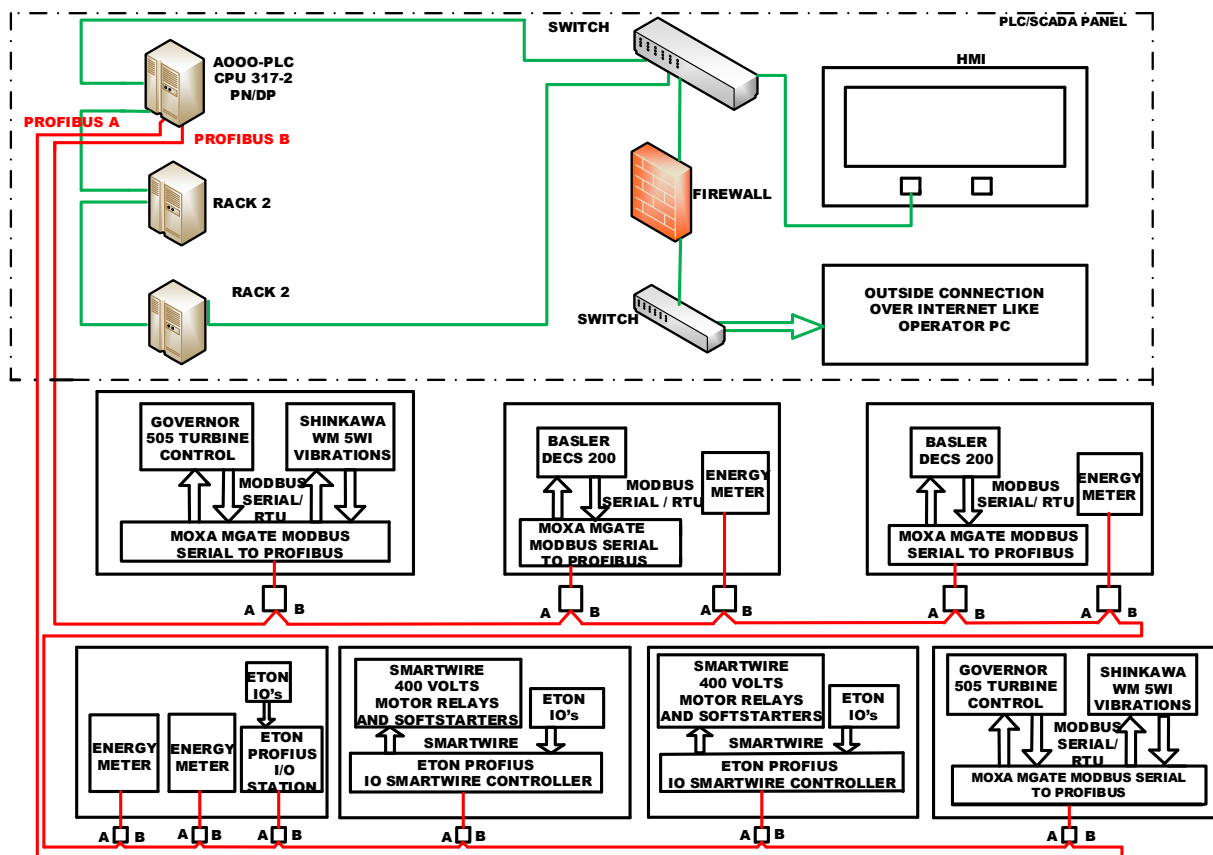 PLC/SCADA PANEL
SWITCH
AOOO-PLC
CPU 317-2
PN/DP
HMI
PROFIBUS A
PROFIBUS B
RACK 2
FIREWALL
RACK 2
SWITCH
OUTSIDE CONNECTION
OVER INTERNET LIKE
OPERATOR PC
GOVERNOR
505 TURBINE
CONTROL
SHINKAWA
WM 5WI
VIBRATIONS
MODBUS
SERIAL/
RTU
MOXA MGATE MODBUS
SERIAL TO PROFIBUS
A
B
BASLER
DECS 200
ENERGY
METER
MODBUS
SERIAL / RTU
MOXA MGATE
MODBUS SERIAL
TO PROFIBUS
A
B
A
B
BASLER
DECS 200
ENERGY
METER
MODBUS
SERIAL/ RTU
MOXA MGATE MODBUS
SERIAL TO PROFIBUS
A
B
A
B
ETON
IO's
ENERGY
METER
ENERGY
METER
ETON
PROFIUS
I/O
STATION
A
B
A
B
A
B
SMARTWIRE
400 VOLTS
MOTOR RELAYS
AND SOFTSTARTERS
ETON
IO's
SMARTWIRE
ETON PROFIUS
IO SMARTWIRE CONTROLLER
A
B
SMARTWIRE
400 VOLTS
MOTOR RELAYS
AND SOFTSTARTERS
ETON
IO's
SMARTWIRE
ETON PROFIUS
IO SMARTWIRE CONTROLLER
A
B
GOVERNOR
505 TURBINE
CONTROL
SHINKAWA
WM 5WI
VIBRATIONS
MODBUS
SERIAL/
RTU
MOXA MGATE MODBUS SERIAL
TO PROFIBUS
A
B